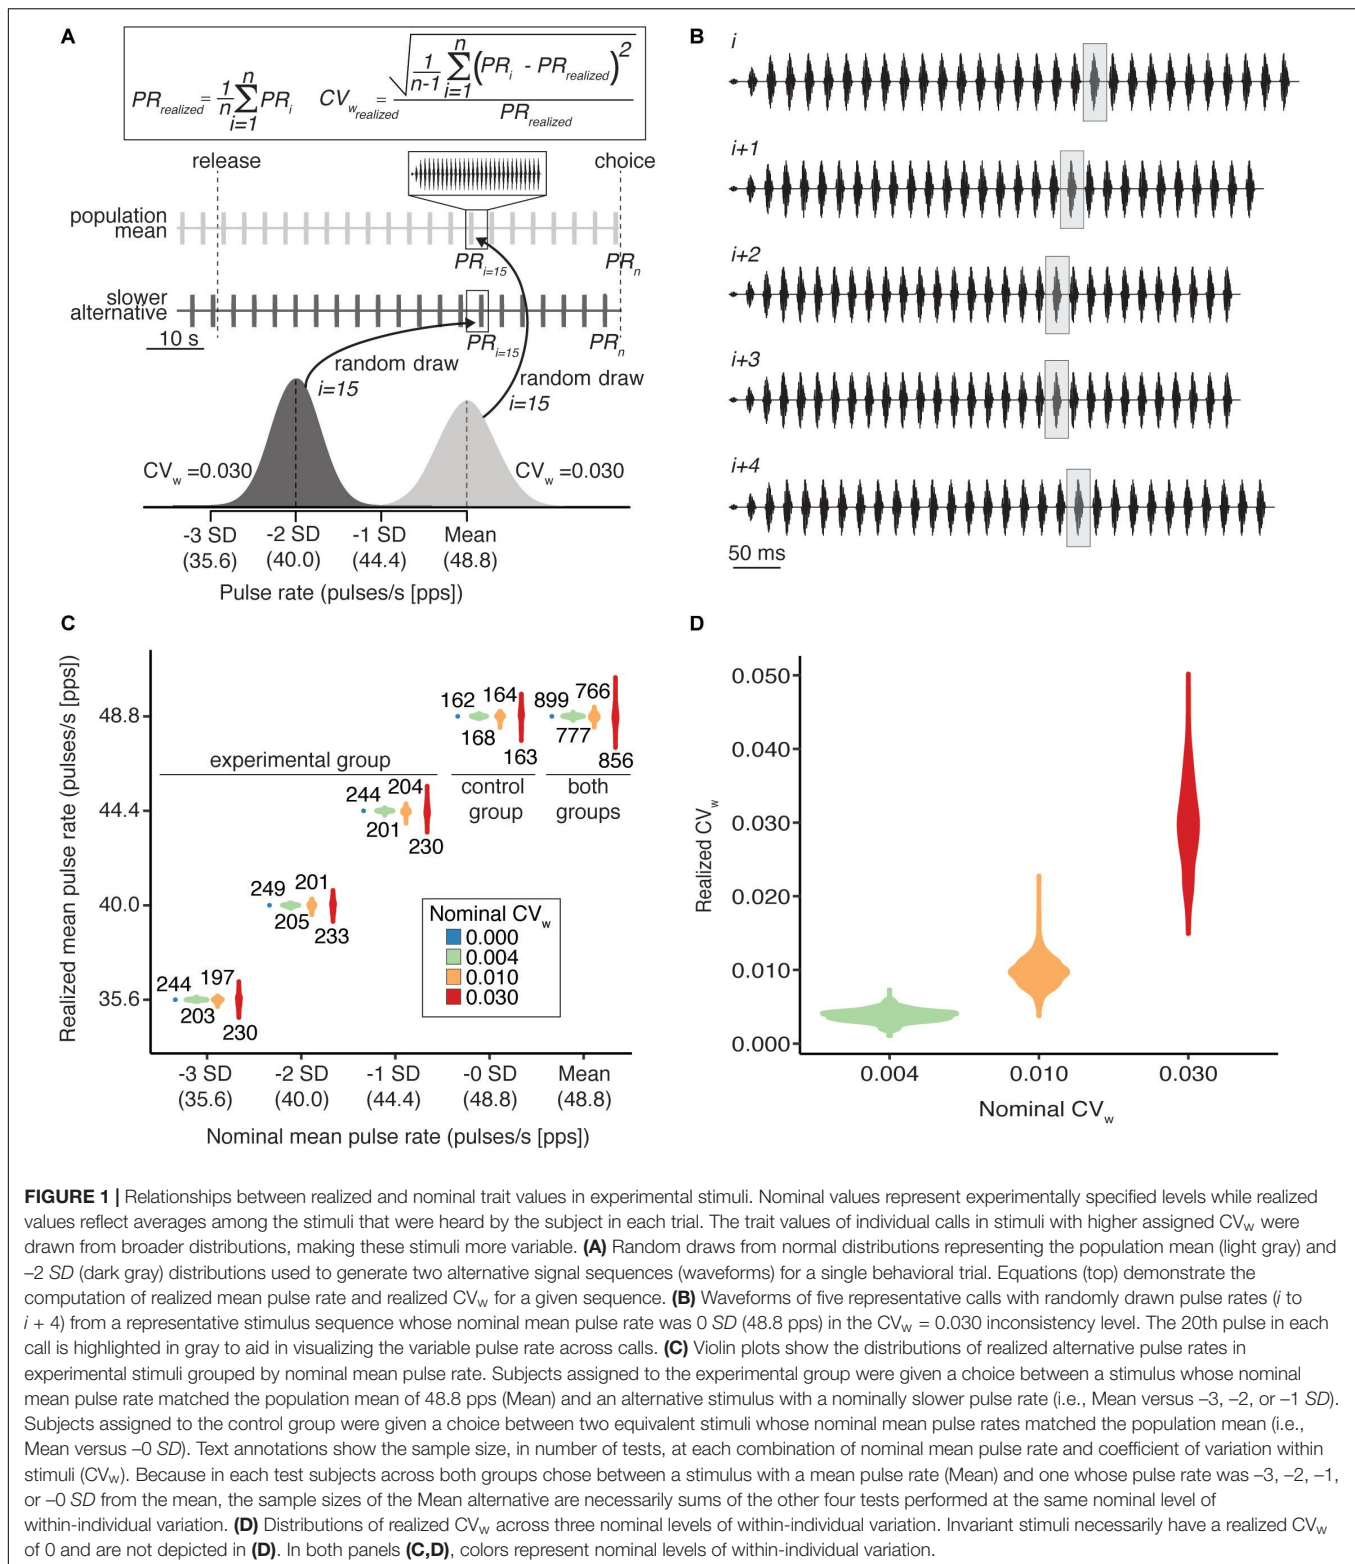 A
PR_realized = 1/n Σ_{i=1}^{n} PR_i    CV_w_realized = √(1/(n-1) Σ_{i=1}^{n} (PR_i - PR_realized)^2) / PR_realized
release
choice
population
mean
PR_i=15
PR_n
slower
alternative
10 s
PR_i=15
PR_n
random draw
i=15
random draw
i=15
CV_w =0.030
CV_w =0.030
-3 SD -2 SD -1 SD Mean
(35.6) (40.0) (44.4) (48.8)
Pulse rate (pulses/s [pps])
B
i
i+1
i+2
i+3
i+4
50 ms
C
Realized mean pulse rate (pulses/s [pps])
48.8
44.4
40.0
35.6
162 164 899 766
168 163 777 856
experimental group
control
group
both
groups
244 204
201 230
249 201
205 233
244 197
203 230
Nominal CV_w
0.000
0.004
0.010
0.030
-3 SD -2 SD -1 SD -0 SD Mean
(35.6) (40.0) (44.4) (48.8) (48.8)
Nominal mean pulse rate (pulses/s [pps])
D
Realized CV_w
0.050
0.040
0.030
0.020
0.010
0.000
0.004 0.010 0.030
Nominal CV_w
FIGURE 1 | Relationships between realized and nominal trait values in experimental stimuli. Nominal values represent experimentally specified levels while realized
values reflect averages among the stimuli that were heard by the subject in each trial. The trait values of individual calls in stimuli with higher assigned CV_w were
drawn from broader distributions, making these stimuli more variable. (A) Random draws from normal distributions representing the population mean (light gray) and
–2 SD (dark gray) distributions used to generate two alternative signal sequences (waveforms) for a single behavioral trial. Equations (top) demonstrate the
computation of realized mean pulse rate and realized CV_w for a given sequence. (B) Waveforms of five representative calls with randomly drawn pulse rates (i to
i + 4) from a representative stimulus sequence whose nominal mean pulse rate was 0 SD (48.8 pps) in the CV_w = 0.030 inconsistency level. The 20th pulse in each
call is highlighted in gray to aid in visualizing the variable pulse rate across calls. (C) Violin plots show the distributions of realized alternative pulse rates in
experimental stimuli grouped by nominal mean pulse rate. Subjects assigned to the experimental group were given a choice between a stimulus whose nominal
mean pulse rate matched the population mean of 48.8 pps (Mean) and an alternative stimulus with a nominally slower pulse rate (i.e., Mean versus –3, –2, or –1 SD).
Subjects assigned to the control group were given a choice between two equivalent stimuli whose nominal mean pulse rates matched the population mean (i.e.,
Mean versus –0 SD). Text annotations show the sample size, in number of tests, at each combination of nominal mean pulse rate and coefficient of variation within
stimuli (CV_w). Because in each test subjects across both groups chose between a stimulus with a mean pulse rate (Mean) and one whose pulse rate was –3, –2, –1,
or –0 SD from the mean, the sample sizes of the Mean alternative are necessarily sums of the other four tests performed at the same nominal level of
within-individual variation. (D) Distributions of realized CV_w across three nominal levels of within-individual variation. Invariant stimuli necessarily have a realized CV_w
of 0 and are not depicted in (D). In both panels (C,D), colors represent nominal levels of within-individual variation.